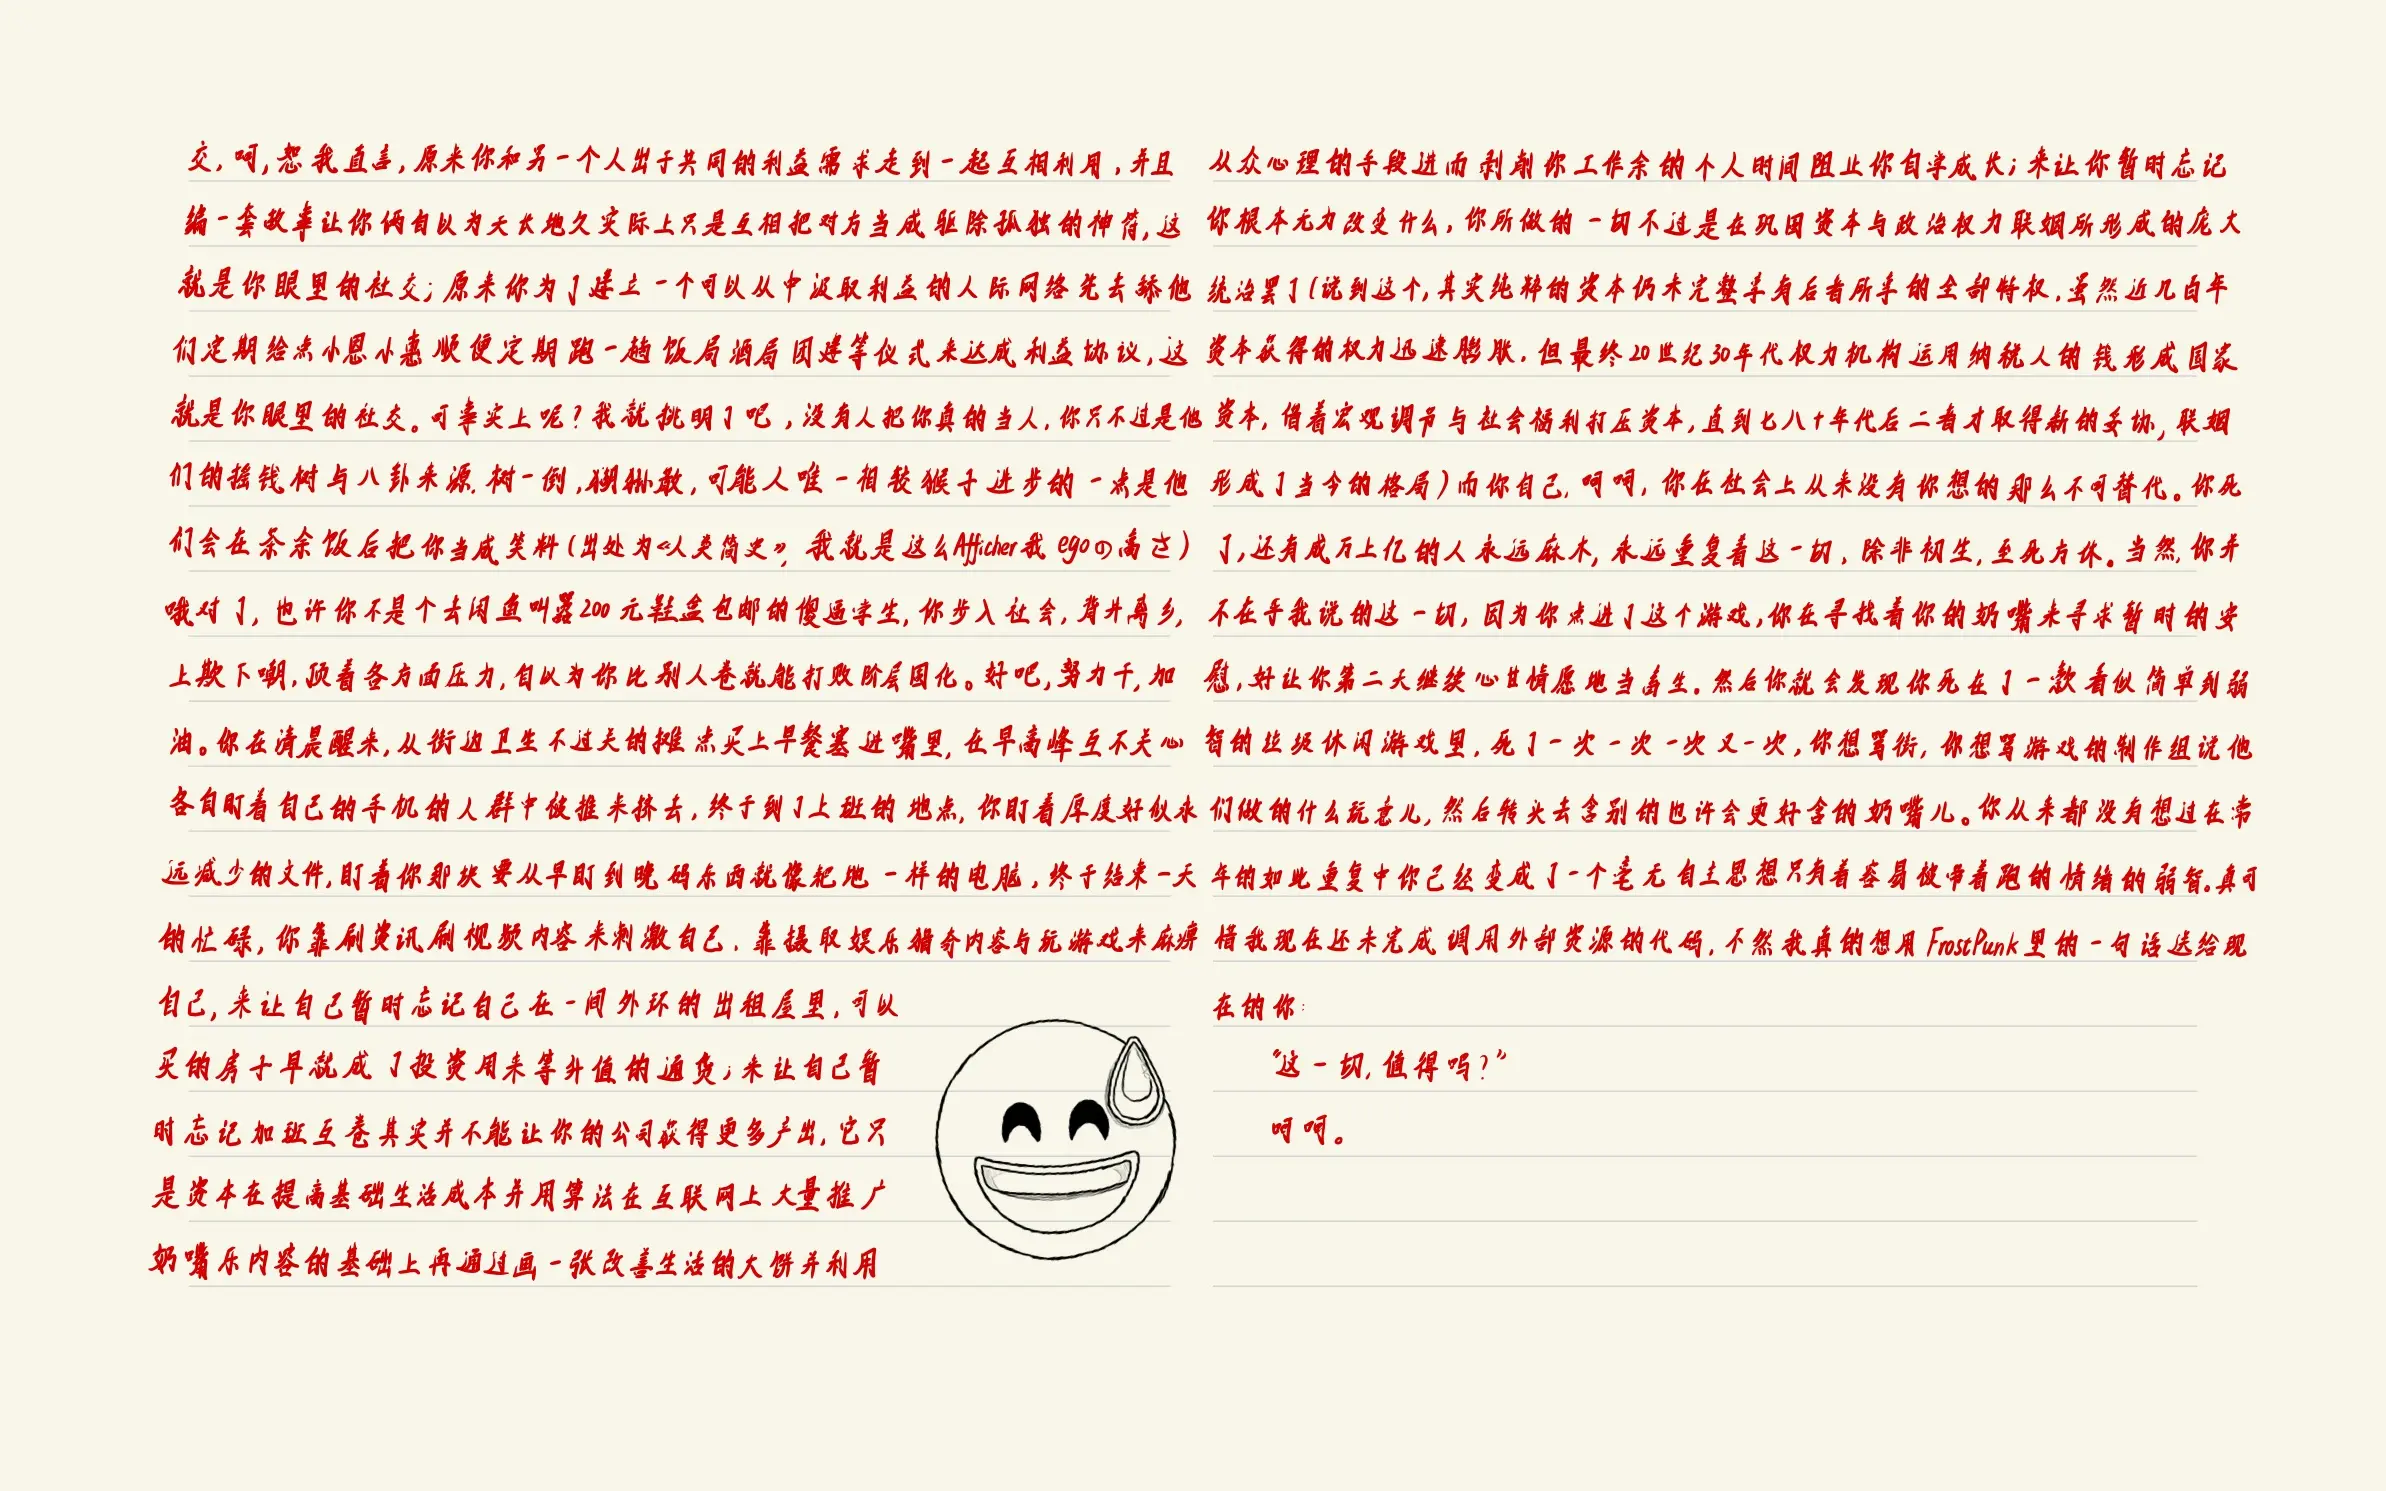 交，呵，恕我直言，原来你和另一个人出于共同的利益需求走到一起互相利用，并且
编一套故事让你俩自以为天长地久实际上只是互相把对方当成驱除孤独的神符，这
就是你眼里的社交；原来你为了建立一个可以从中汲取利益的人际网络先去舔他
们定期给点小恩小惠顺便定期跑一趟饭局酒局团建等仪式来达成利益协议，这
就是你眼里的社交。可事实上呢？我就挑明了吧，没有人把你真的当人，你只不过是他
们的摇钱树与八卦来源。树一倒，猢狲散，可能人唯一相较猴子进步的一点是他
们会在茶余饭后把你当成笑料（出处为《人类简史》，我就是这么Afficher我egoの高さ）
哦对了，也许你不是个去闲鱼叫嚣200元鞋盒包邮的傻逼学生，你步入社会，背井离乡，
上欺下嘲，顶着各方面压力，自以为你比别人卷就能打败阶层固化。好吧，努力干，加
油。你在清晨醒来，从街边卫生不过关的摊点买上早餐塞进嘴里，在早高峰互不关心
各自盯着自己的手机的人群中被推来挤去，终于到了上班的地点，你盯着厚度好似永
远减少的文件，盯着你那块要从早盯到晚码东西就像犯地一样的电脑，终于结束一天
的忙碌，你靠刷资讯刷视频内容来刺激自己，靠摄取娱乐猎奇内容与玩游戏来麻痹
自己，来让自己暂时忘记自己在一间外环的出租屋里，可以
买的房子早就成了投资用来等升值的通货；来让自己暂
时忘记加班互卷其实并不能让你的公司获得更多产出，它只
是资本在提高基础生活成本并用算法在互联网上大量推广
奶嘴乐内容的基础上再通过画一张改善生活的大饼并利用
从众心理的手段进而剥削你工作余的个人时间阻止你自学成长；来让你暂时忘记
你根本无力改变什么，你所做的一切不过是在巩固资本与政治权力联姻所形成的庞大
统治罢了（说到这个，其实纯粹的资本仍未完整享有后者所享的全部特权，虽然近几百年
资本获得的权力迅速膨胀，但最终20世纪30年代权力机构运用纳税人的钱形成国家
资本，借着宏观调节与社会福利打压资本，直到七八十年代后二者才取得新的妥协，联姻
形成了当今的格局）而你自己，呵呵，你在社会上从来没有你想的那么不可替代。你死
了，还有成万上亿的人永远麻木，永远重复着这一切，除非初生，至死方休。当然，你并
不在乎我说的这一切，因为你点进了这个游戏，你在寻找着你的奶嘴来寻求暂时的安
慰，好让你第二天继续心甘情愿地当畜生。然后你就会发现你死在了一款看似简单到弱
智的垃圾休闲游戏里，死了一次一次一次又一次，你想骂街，你想骂游戏的制作组说他
们做的什么玩意儿，然后转头去含别的也许会更好含的奶嘴儿。你从来都没有想过在常
年的如此重复中你已经变成了一个毫无自主思想只有着容易被带着跑的情绪的弱智。真可
惜我现在还未完成调用外部资源的代码，不然我真的想用FrostPunk里的一句话送给现
在的你：
“这一切，值得吗？”
呵呵。